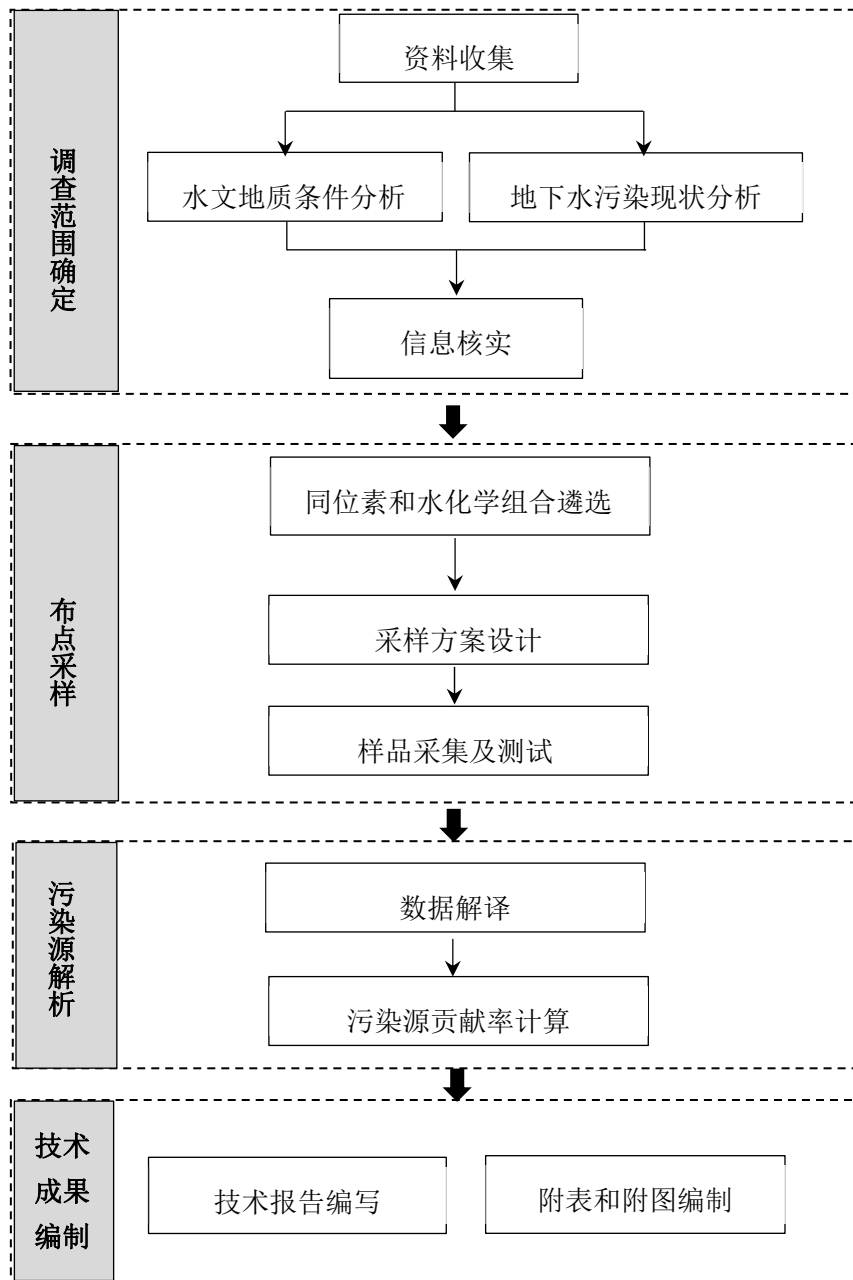 调查范围确定
资料收集
水文地质条件分析
地下水污染现状分析
信息核实
布点采样
同位素和水化学组合遴选
采样方案设计
样品采集及测试
污染源解析
数据解译
污染源贡献率计算
技术
成果
编制
技术报告编写
附表和附图编制